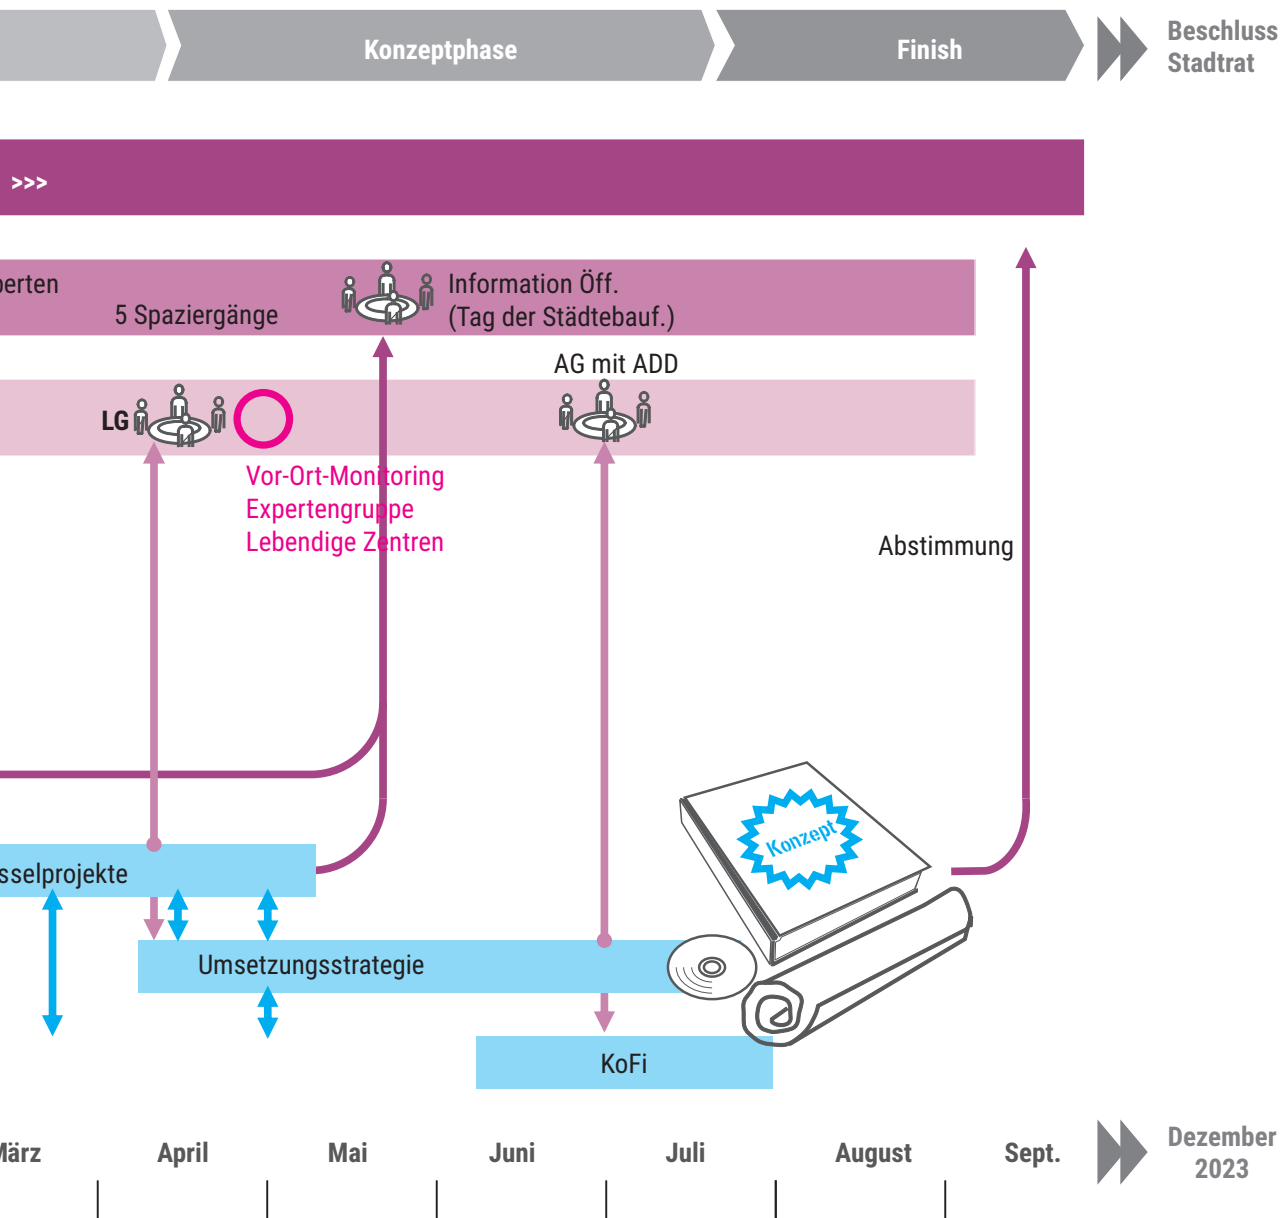 Konzeptphase
Finish
Beschluss
Stadtrat
>>>
perten
5 Spaziergänge
Information Öff.
(Tag der Städtebauf.)
AG mit ADD
LG
Vor-Ort-Monitoring
Expertengruppe
Lebendige Zentren
Abstimmung
Konzept
sselprojekte
Umsetzungsstrategie
KoFi
März
April
Mai
Juni
Juli
August
Sept.
Dezember
2023